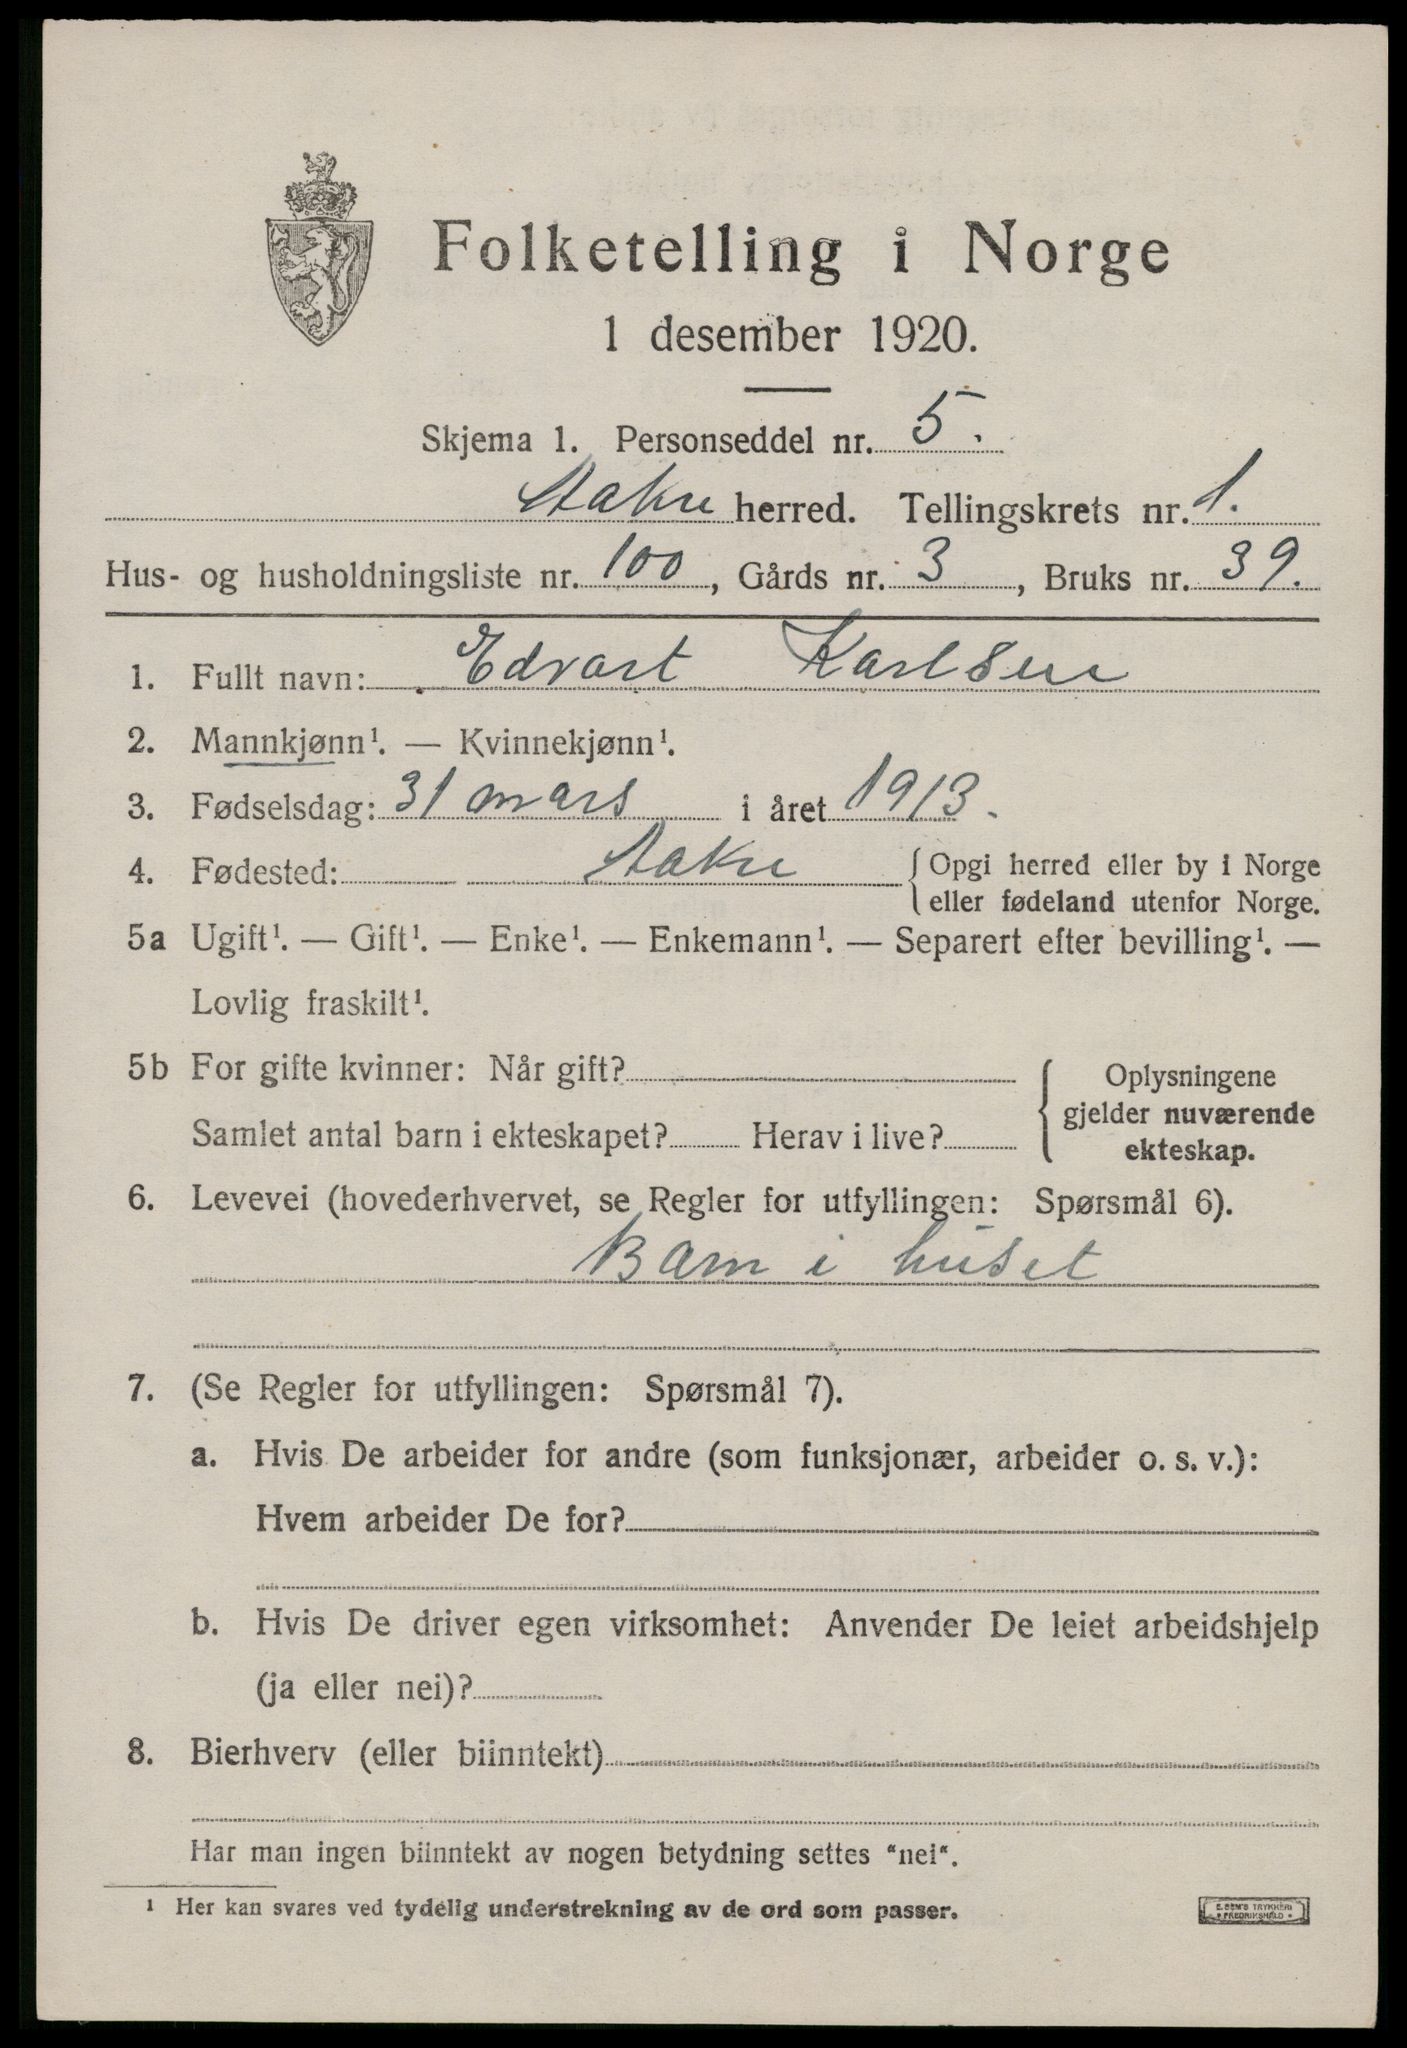 Folketelling i Norge
1 desember 1920.
Skjema 1. Personseddel nr. 5.
Aakre herred. Tellingskrets nr. 1.
Hus- og husholdningsliste nr. 100, Gårds nr. 3, Bruks nr. 39.
1. Fullt navn: Edvart Karlsen
2. Mannkjønn¹. — Kvinnekjønn¹.
3. Fødselsdag: 31 mars i året 1913.
4. Fødested: Aakre { Opgi herred eller by i Norge
eller fødeland utenfor Norge.
5a Ugift¹. — Gift¹. — Enke¹. — Enkemann¹. — Separert efter bevilling¹. —
Lovlig fraskilt¹.
5b For gifte kvinner: Når gift?
Samlet antal barn i ekteskapet? Herav i live?
{ Oplysningene
gjelder nuværende
ekteskap.
6. Levevei (hovederhvervet, se Regler for utfyllingen: Spørsmål 6).
Barn i huset
7. (Se Regler for utfyllingen: Spørsmål 7).
a. Hvis De arbeider for andre (som funksjonær, arbeider o. s. v.):
Hvem arbeider De for?
b. Hvis De driver egen virksomhet: Anvender De leiet arbeidshjelp
(ja eller nei)?
8. Bierhverv (eller biinntekt)
Har man ingen biinntekt av nogen betydning settes "nei".
¹ Her kan svares ved tydelig understrekning av de ord som passer.
E. SEM'S TRYKKERI
• FREDRIKSHALD •